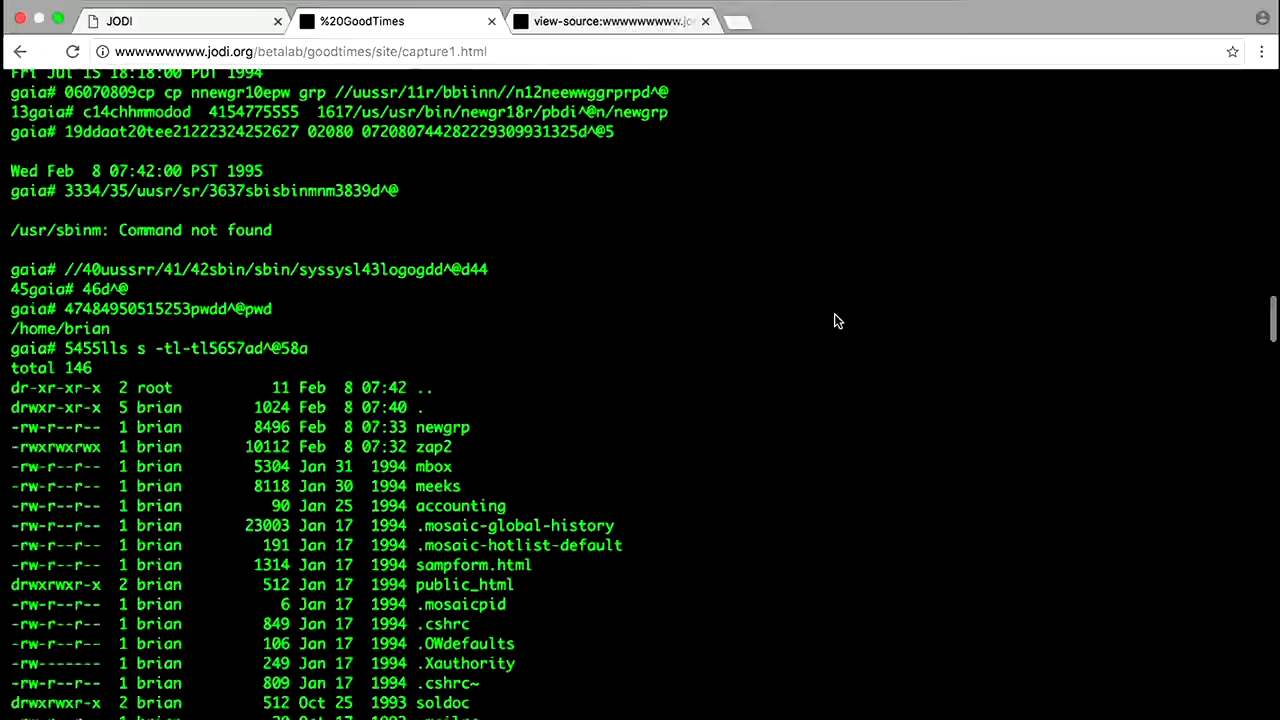 JODI
%20GoodTimes
view-source:wwwwwwwww.jo
wwwwwwwww.jodi.org/betalab/goodtimes/site/capture1.html
Fri Jul 15 18:18:00 PDT 1994
gaia# 06070809cp cp nnewgr10epw grp //uussr/11r/bbiinn//n12neewwggrprpd^@
13gaia# c14chhmmodod  4154775555  1617/us/usr/bin/newgr18r/pbdi^@n/newgrp
gaia# 19ddaat20tee21222324252627 02080 072080744282229309931325d^@5
Wed Feb  8 07:42:00 PST 1995
gaia# 3334/35/uusr/sr/3637sbisbinmnm3839d^@
/usr/sbinm: Command not found
gaia# //40uussrr/41/42sbin/sbin/syssysl43logogdd^@d44
45gaia# 46d^@
gaia# 47484950515253pwdd^@pwd
/home/brian
gaia# 5455lls s -tl-tl5657ad^@58a
total 146
dr-xr-xr-x  2 root           11 Feb  8 07:42 ..
drwxr-xr-x  5 brian        1024 Feb  8 07:40 .
-rw-r--r--  1 brian        8496 Feb  8 07:33 newgrp
-rwxrwxrwx  1 brian       10112 Feb  8 07:32 zap2
-rw-r--r--  1 brian        5304 Jan 31  1994 mbox
-rw-r--r--  1 brian        8118 Jan 30  1994 meeks
-rw-r--r--  1 brian          90 Jan 25  1994 accounting
-rw-r--r--  1 brian       23003 Jan 17  1994 .mosaic-global-history
-rw-r--r--  1 brian         191 Jan 17  1994 .mosaic-hotlist-default
-rw-r--r--  1 brian        1314 Jan 17  1994 sampform.html
drwxrwxr-x  2 brian         512 Jan 17  1994 public_html
-rw-r--r--  1 brian           6 Jan 17  1994 .mosaicpid
-rw-r--r--  1 brian         849 Jan 17  1994 .cshrc
-rw-r--r--  1 brian         106 Jan 17  1994 .OWdefaults
-rw-------  1 brian         249 Jan 17  1994 .Xauthority
-rw-r--r--  1 brian         809 Jan 17  1994 .cshrc~
drwxrwxr-x  2 brian         512 Oct 25  1993 soldoc